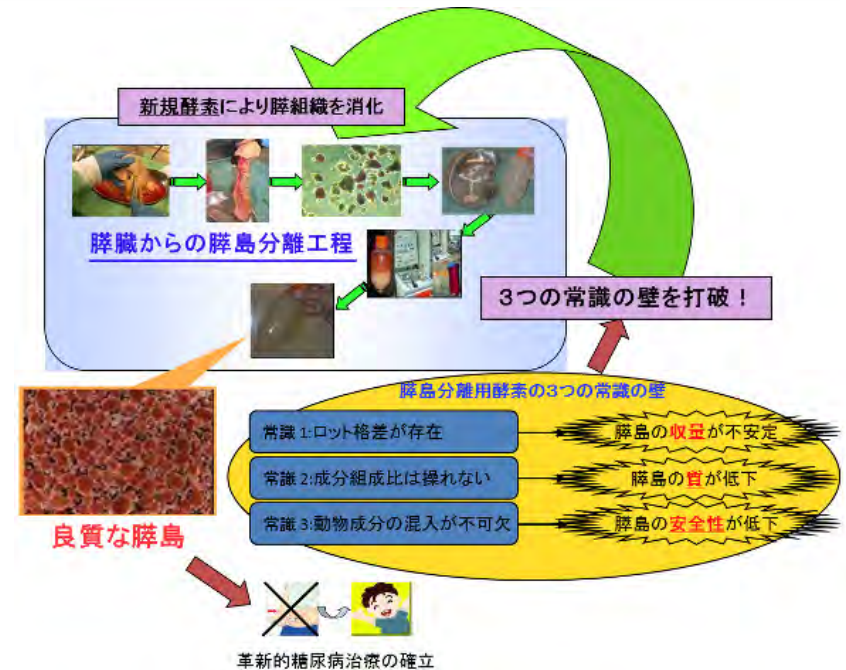 新規酵素により膵組織を消化
膵臓からの膵島分離工程
3つの常識の壁を打破！
膵島分離用酵素の3つの常識の壁
常識1:ロット格差が存在
膵島の収量が不安定
常識2:成分組成比は操れない
膵島の質が低下
常識3:動物成分の混入が不可欠
膵島の安全性が低下
良質な膵島
革新的糖尿病治療の確立